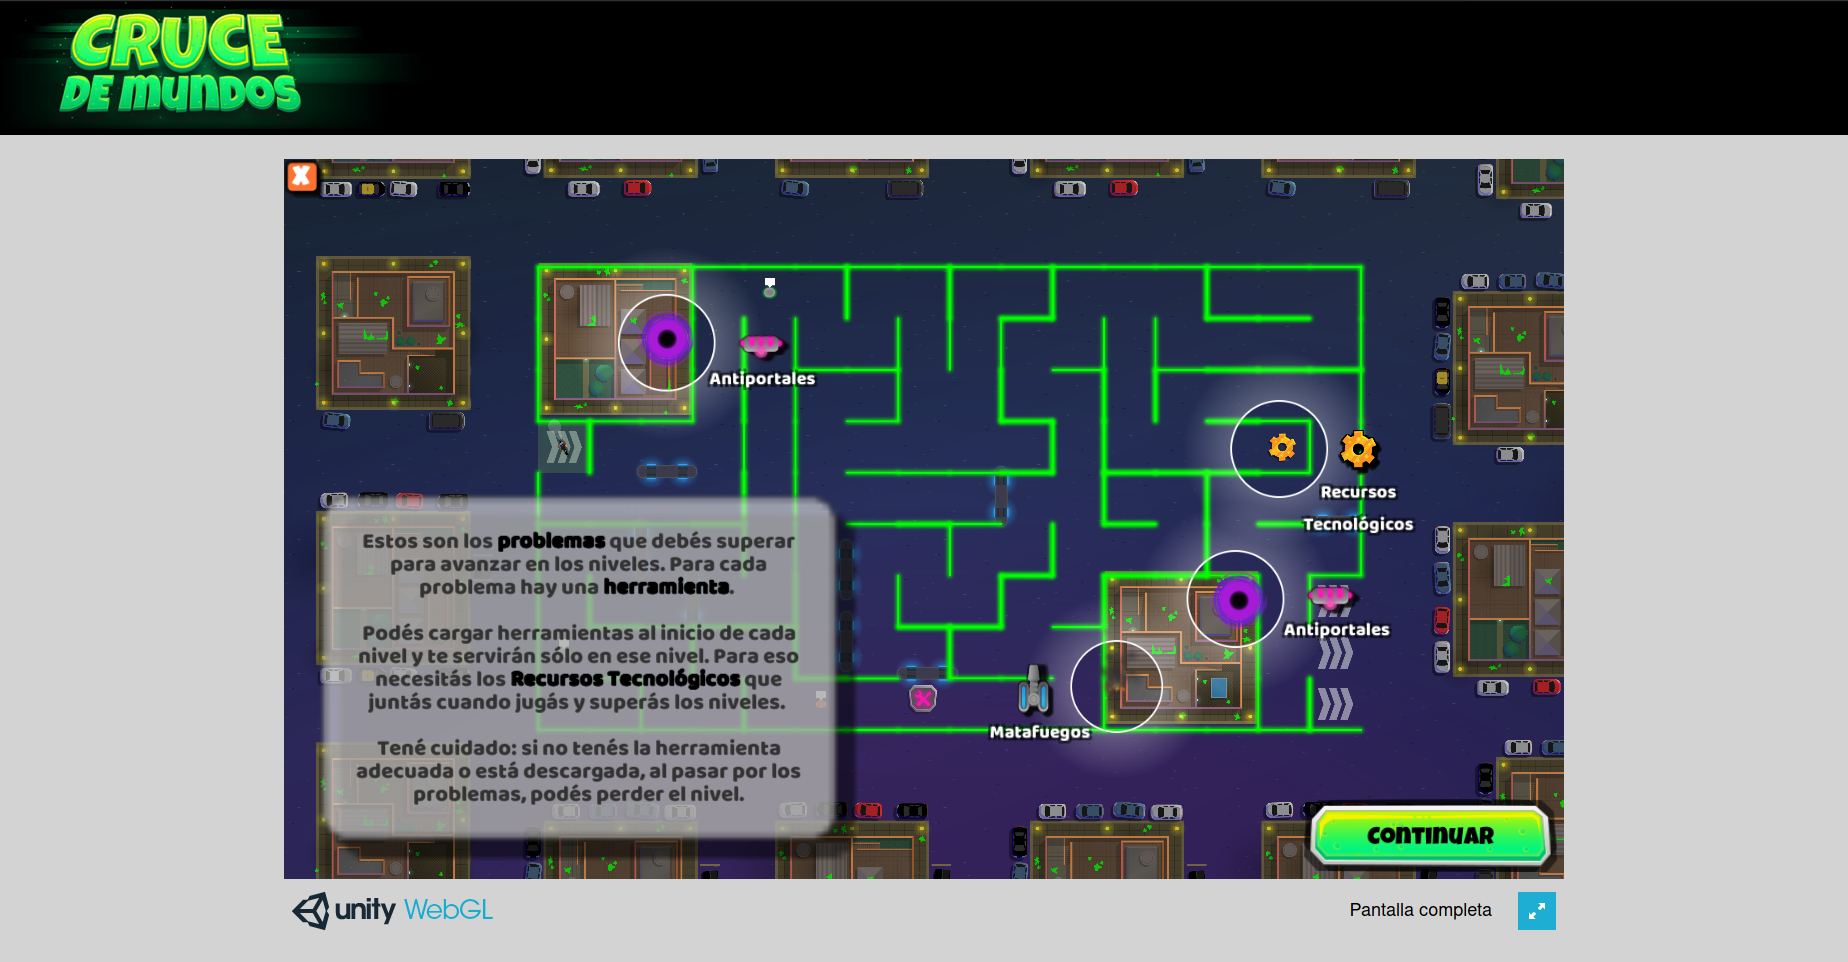 CRUCE
DE MUNDOS
X
Antiportales
Recursos
Tecnológicos
Antiportales
Matafuegos
Estos son los problemas que debés superar
para avanzar en los niveles. Para cada
problema hay una herramienta.
Podés cargar herramientas al inicio de cada
nivel y te servirán sólo en ese nivel. Para eso
necesitás los Recursos Tecnológicos que
juntás cuando jugás y superás los niveles.
Tené cuidado: si no tenés la herramienta
adecuada o está descargada, al pasar por los
problemas, podés perder el nivel.
CONTINUAR
unity WebGL
Pantalla completa